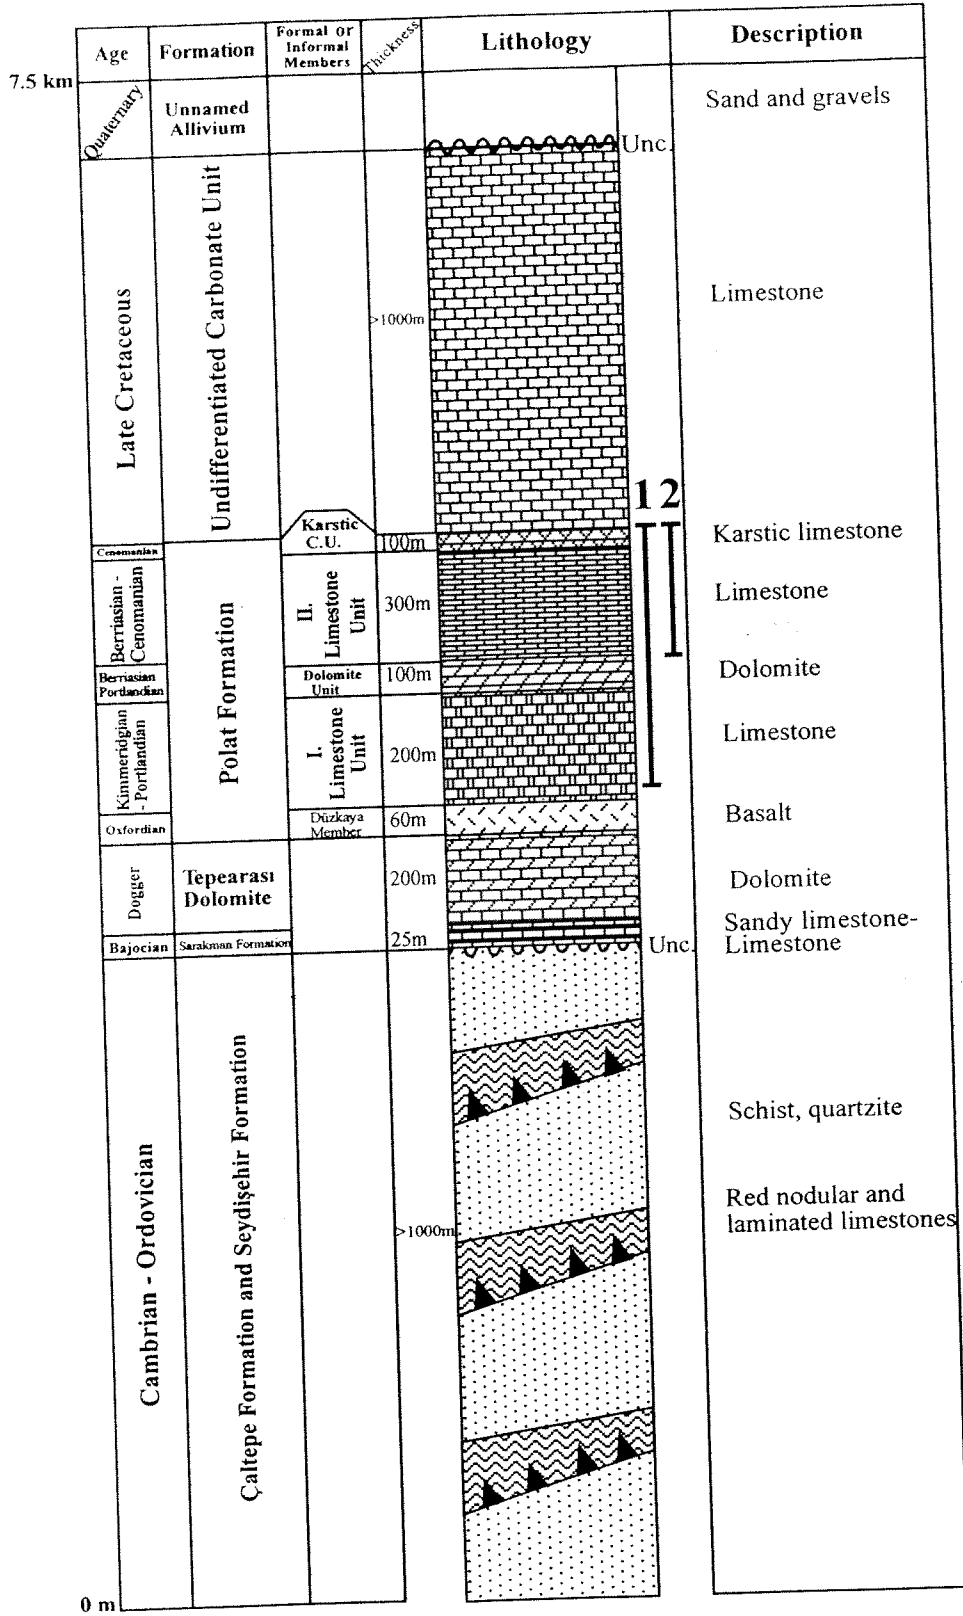 Age
Formation
Formal or
Informal
Members
Thickness
Lithology
Description
7.5 km
Quaternary
Unnamed
Allivium
Sand and gravels
Unc.
Late Cretaceous
Undifferentiated Carbonate Unit
>1000m
Limestone
1 2
Karstic
C.U.
100m
Karstic limestone
Cenomanian
Berriasian -
Cenomanian
Polat Formation
II.
Limestone
Unit
300m
Limestone
Berriasian
Portlandian
Dolomite
Unit
100m
Dolomite
Kimmeridgian
- Portlandian
I.
Limestone
Unit
200m
Limestone
Oxfordian
Düzkaya
Member
60m
Basalt
Dogger
Tepearası
Dolomite
200m
Dolomite
Bajocian
Sarakman Formation
25m
Unc.
Sandy limestone-
Limestone
Cambrian - Ordovician
Çaltepe Formation and Seydişehir Formation
>1000m
Schist, quartzite
Red nodular and
laminated limestones
0 m